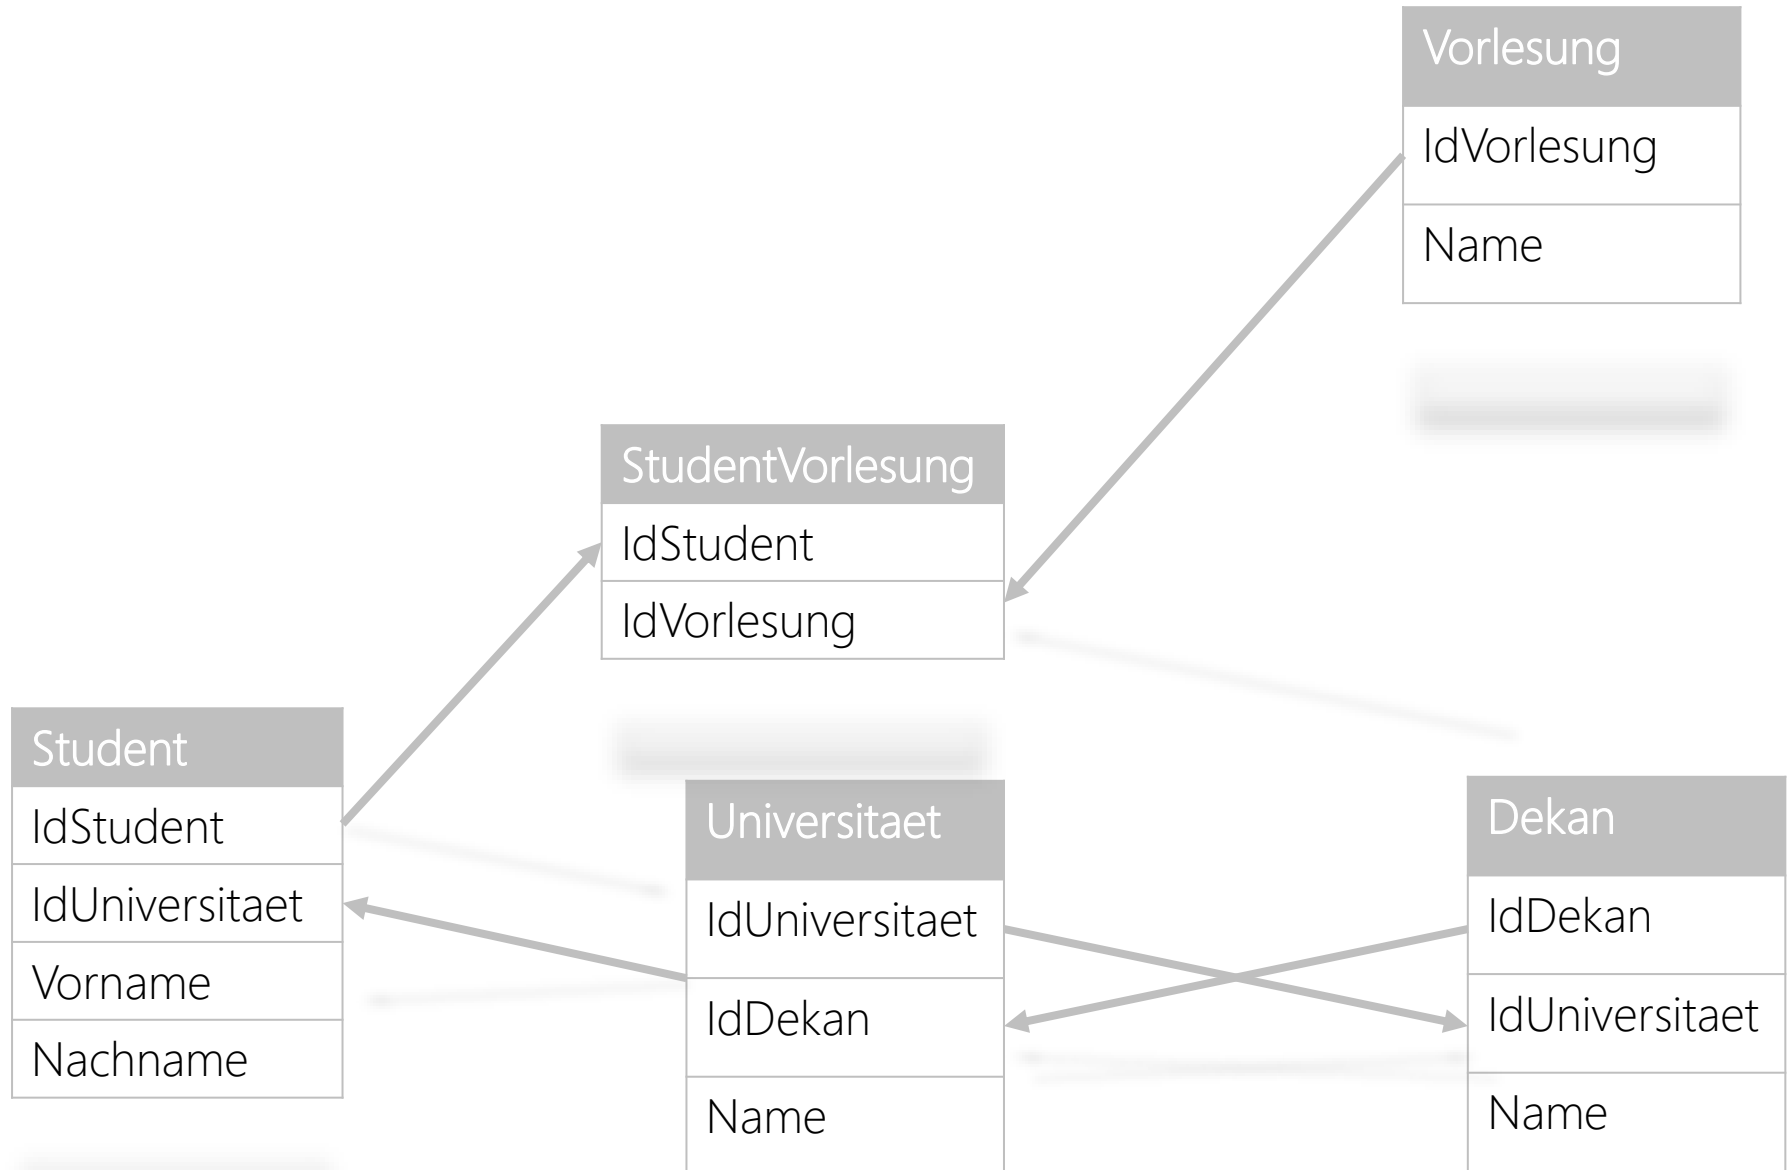 Vorlesung
IdVorlesung
Name
StudentVorlesung
IdStudent
IdVorlesung
Student
IdStudent
IdUniversitaet
Vorname
Nachname
Universitaet
IdUniversitaet
IdDekan
Name
Dekan
IdDekan
IdUniversitaet
Name